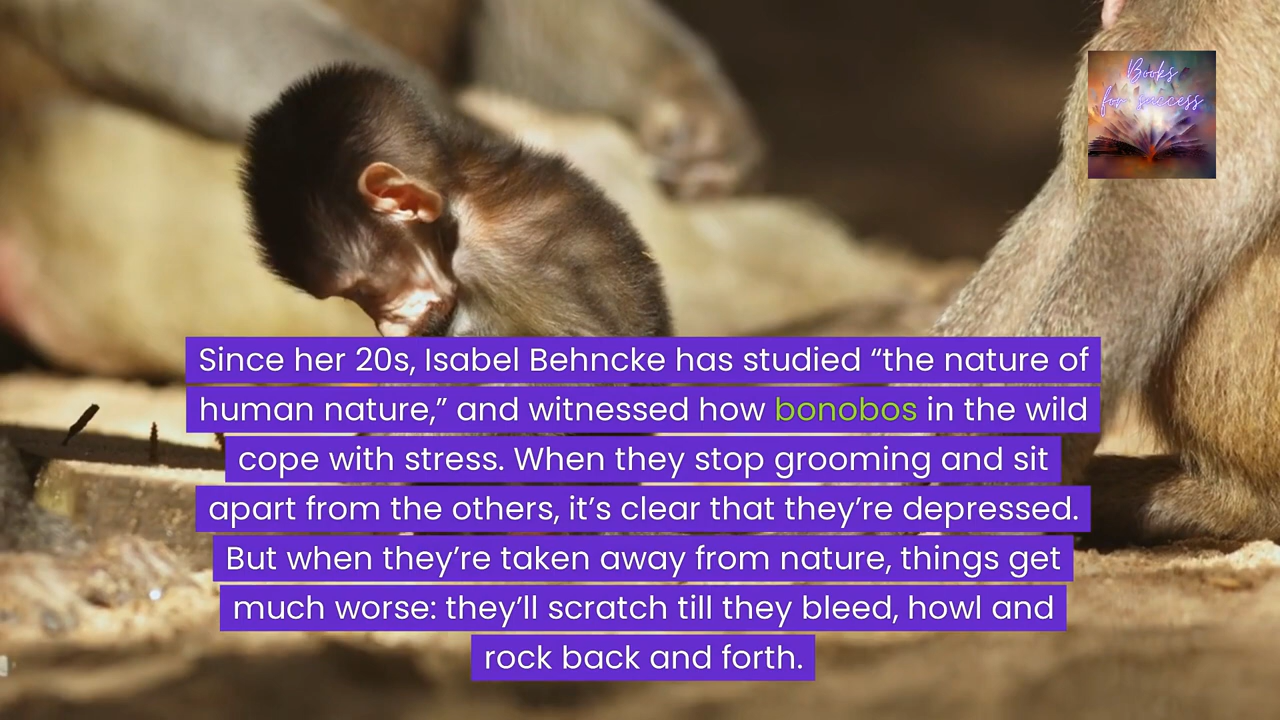 Books
for success
Since her 20s, Isabel Behncke has studied “the nature of
human nature,” and witnessed how bonobos in the wild
cope with stress. When they stop grooming and sit
apart from the others, it’s clear that they’re depressed.
But when they’re taken away from nature, things get
much worse: they’ll scratch till they bleed, howl and
rock back and forth.